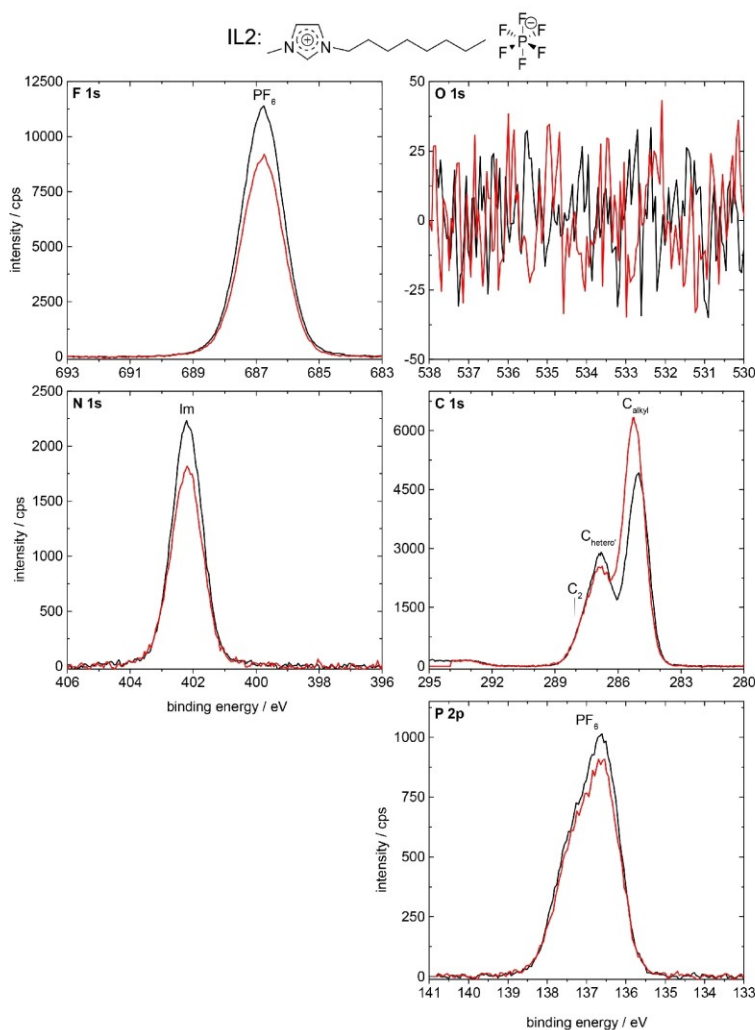 IL2:
N
N
F
F
F
P
F
F
F
F 1s
PF6
intensity / cps
12500
10000
7500
5000
2500
0
693 691 689 687 685 683
O 1s
50
25
0
-25
-50
538 537 536 535 534 533 532 531 530
N 1s
Im
intensity / cps
2500
2000
1500
1000
500
0
406 404 402 400 398 396
binding energy / eV
C 1s
Calkyl
Chetero'
C2
6000
4500
3000
1500
0
295 292 288 285 283 280
binding energy / eV
P 2p
PF6
intensity / cps
1000
750
500
250
0
141 140 139 138 137 136 135 134 133
binding energy / eV